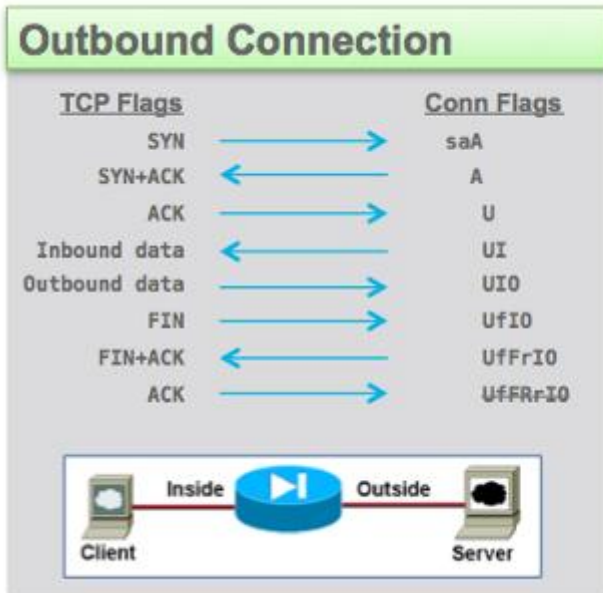 Outbound Connection
TCP Flags Conn Flags
SYN saA
SYN+ACK A
ACK U
Inbound data UI
Outbound data UIO
FIN UfIO
FIN+ACK UfFrIO
ACK UfFRrIO
Inside Outside
Client Server